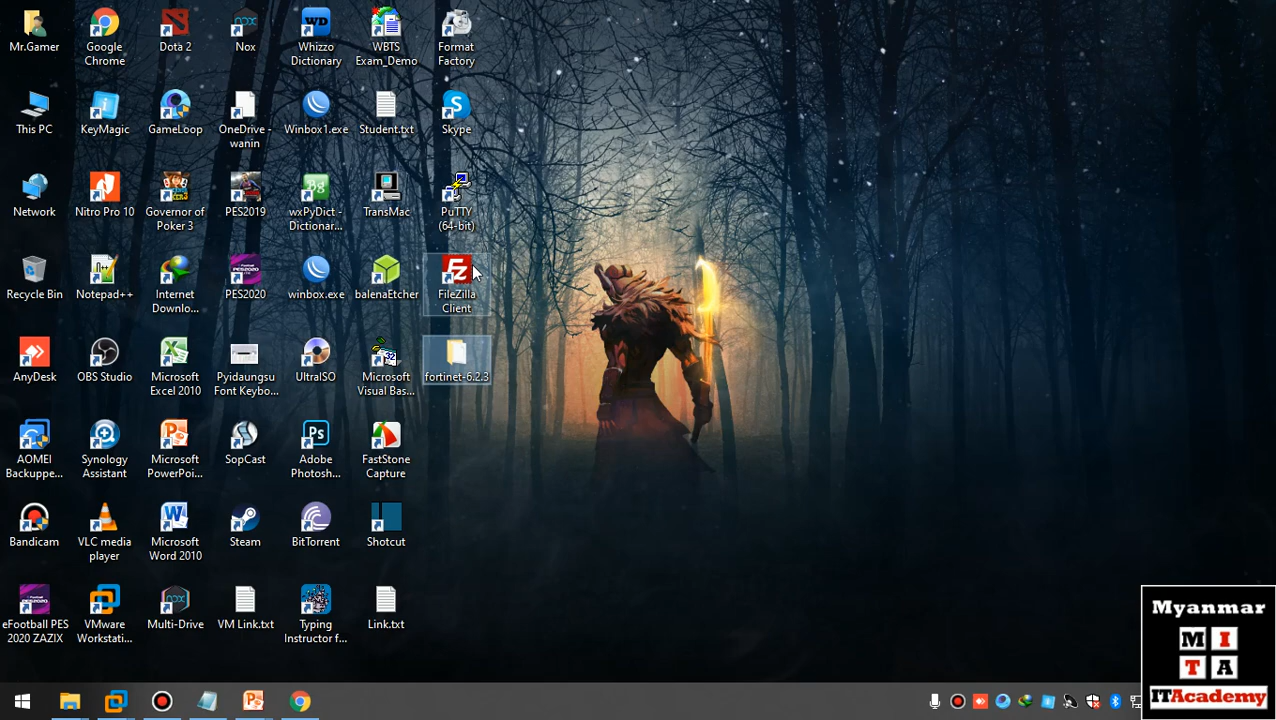 Mr.Gamer
Google
Chrome
Dota 2
Nox
Whizzo
Dictionary
WBTS
Exam_Demo
Format
Factory
This PC
KeyMagic
GameLoop
OneDrive -
wanin
Winbox1.exe
Student.txt
Skype
Network
Nitro Pro 10
Governor of
Poker 3
PES2019
wxPyDict -
Dictionar...
TransMac
PuTTY
(64-bit)
Recycle Bin
Notepad++
Internet
Downlo...
PES2020
winbox.exe
balenaEtcher
FileZilla
Client
AnyDesk
OBS Studio
Microsoft
Excel 2010
Pyidaungsu
Font Keybo...
UltraISO
Microsoft
Visual Bas...
fortinet-6.2.3
AOMEI
Backuppe...
Synology
Assistant
Microsoft
PowerPoi...
SopCast
Adobe
Photosh...
FastStone
Capture
Bandicam
VLC media
player
Microsoft
Word 2010
Steam
BitTorrent
Shotcut
eFootball PES
2020 ZAZIX
VMware
Workstati...
Multi-Drive
VM Link.txt
Typing
Instructor f...
Link.txt
Myanmar
M I
T A
ITAcademy